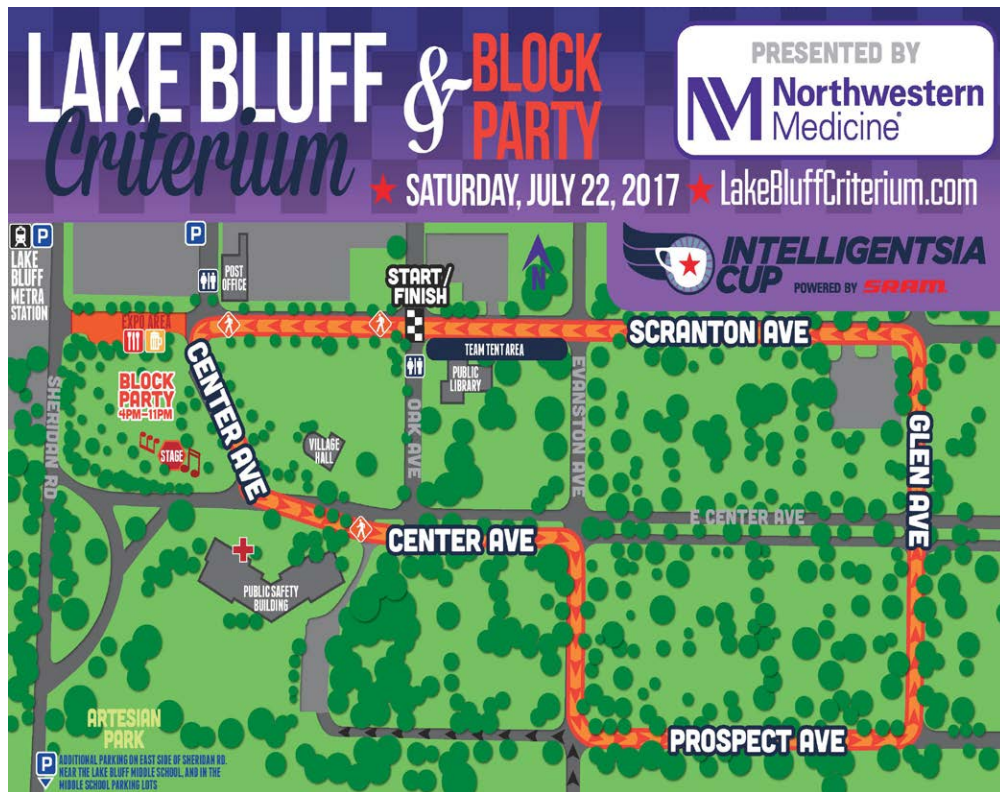 LAKE BLUFF
Criterium
&
BLOCK
PARTY
PRESENTED BY
NM Northwestern
Medicine®
★ SATURDAY, JULY 22, 2017 ★ LakeBluffCriterium.com
INTELLIGENTSIA
CUP
POWERED BY SRAM
P
LAKE
BLUFF
METRA
STATION
P
POST
OFFICE
START/
FINISH
N
EXPO AREA
SCRANTON AVE
TEAM TENT AREA
PUBLIC
LIBRARY
BLOCK
PARTY
4PM-11PM
STAGE
SHERIDAN RD
CENTER AVE
VILLAGE
HALL
OAK AVE
EVANSTON AVE
GLEN AVE
E CENTER AVE
CENTER AVE
PUBLIC SAFETY
BUILDING
ARTESIAN
PARK
PROSPECT AVE
P
ADDITIONAL PARKING ON EAST SIDE OF SHERIDAN RD.
NEAR THE LAKE BLUFF MIDDLE SCHOOL, AND IN THE
MIDDLE SCHOOL PARKING LOTS